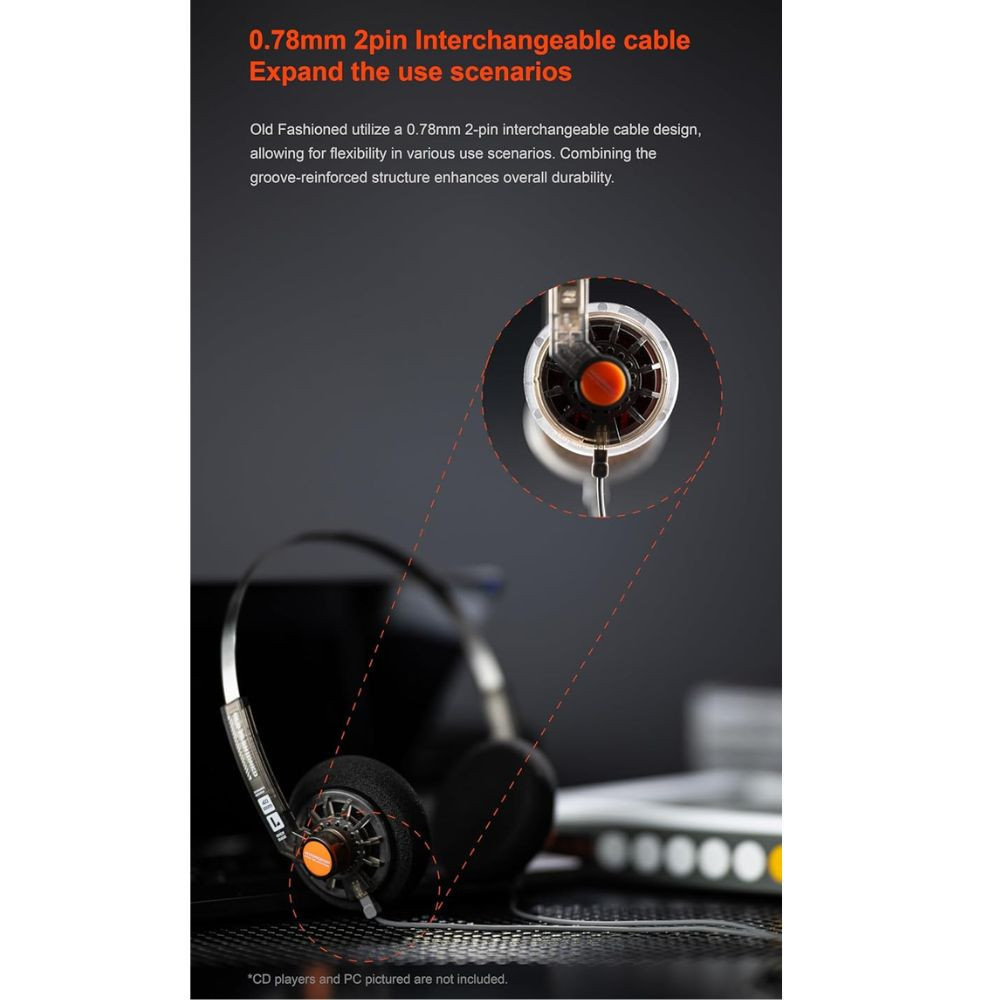 0.78mm 2pin Interchangeable cable
Expand the use scenarios
Old Fashioned utilize a 0.78mm 2-pin interchangeable cable design,
allowing for flexibility in various use scenarios. Combining the
groove-reinforced structure enhances overall durability.
L
*CD players and PC pictured are not included.